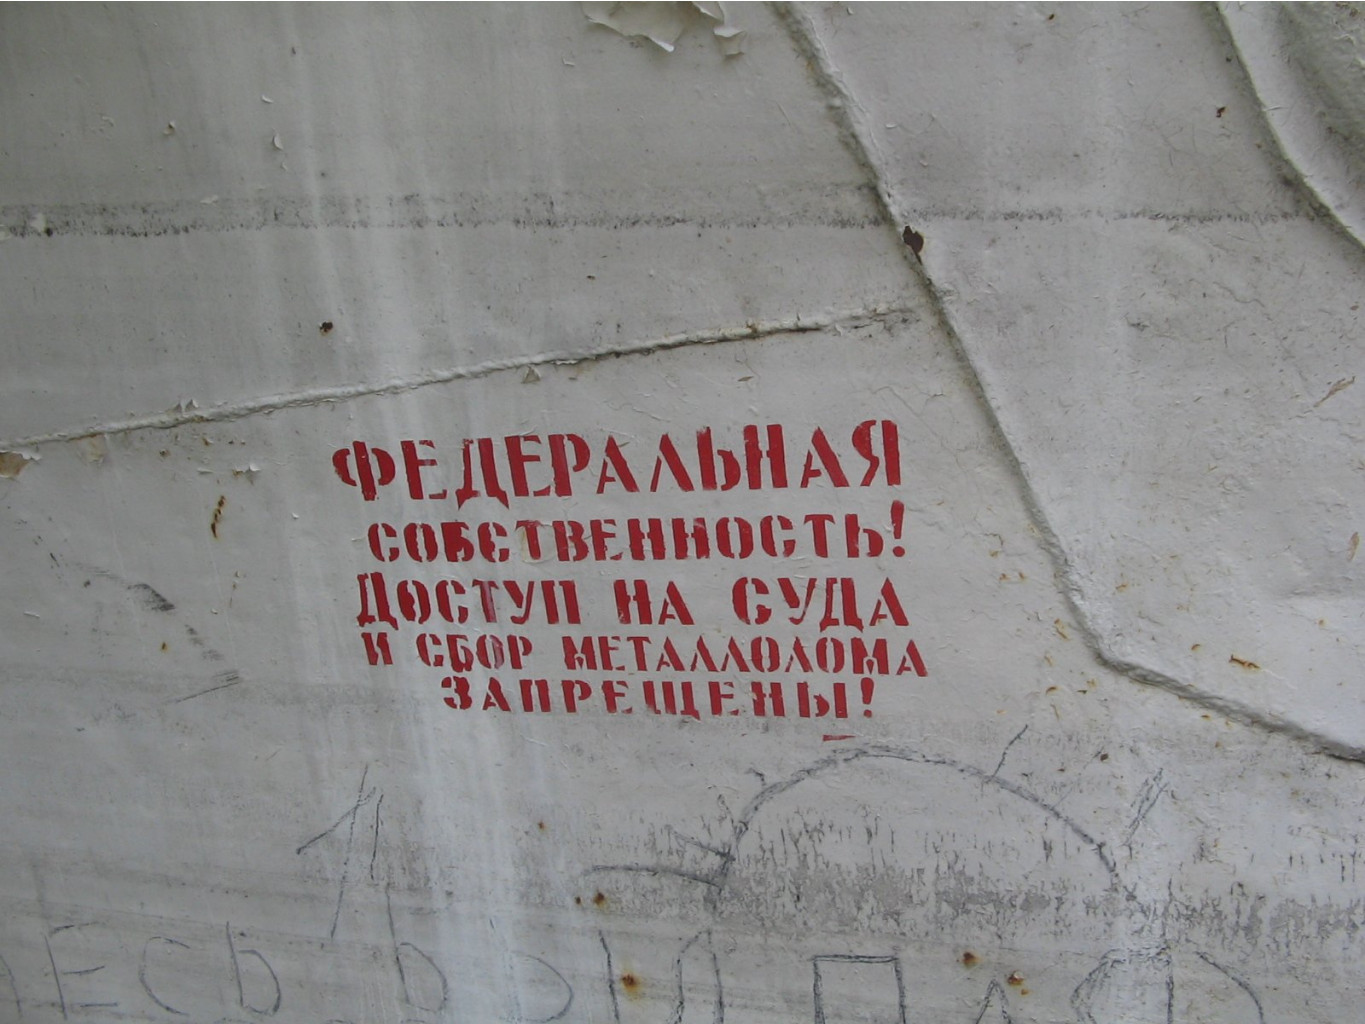 ФЕДЕРАЛЬНАЯ
СОБСТВЕННОСТЬ!
ДОСТУП НА СУДА
И СБОР МЕТАЛЛОЛОМА
ЗАПРЕЩЕНЫ!